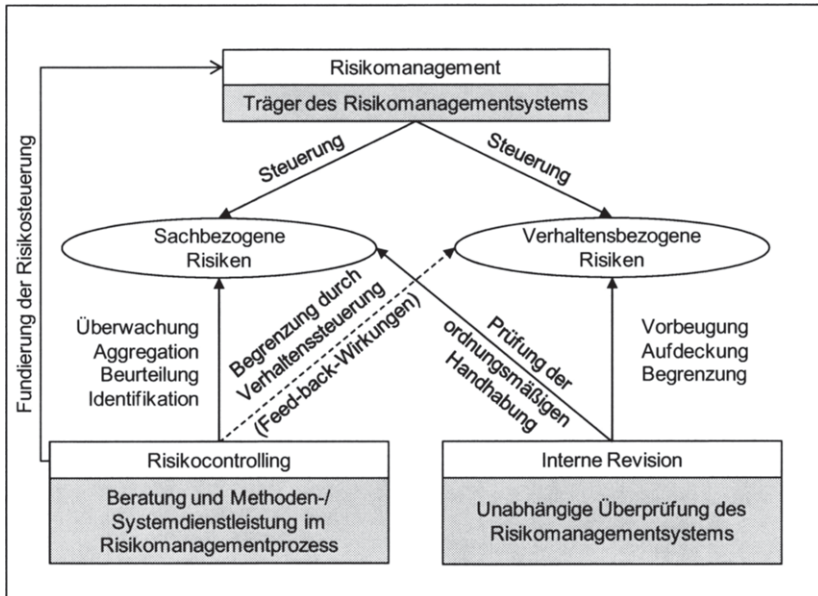 Risikomanagement
Träger des Risikomanagementsystems
Fundierung der Risikosteuerung
Steuerung
Steuerung
Sachbezogene
Risiken
Verhaltensbezogene
Risiken
Überwachung
Aggregation
Beurteilung
Identifikation
Begrenzung durch
Verhaltenssteuerung
(Feed-back-Wirkungen)
Prüfung der
ordnungsmäßigen
Handhabung
Vorbeugung
Aufdeckung
Begrenzung
Risikocontrolling
Beratung und Methoden-/
Systemdienstleistung im
Risikomanagementprozess
Interne Revision
Unabhängige Überprüfung des
Risikomanagementsystems